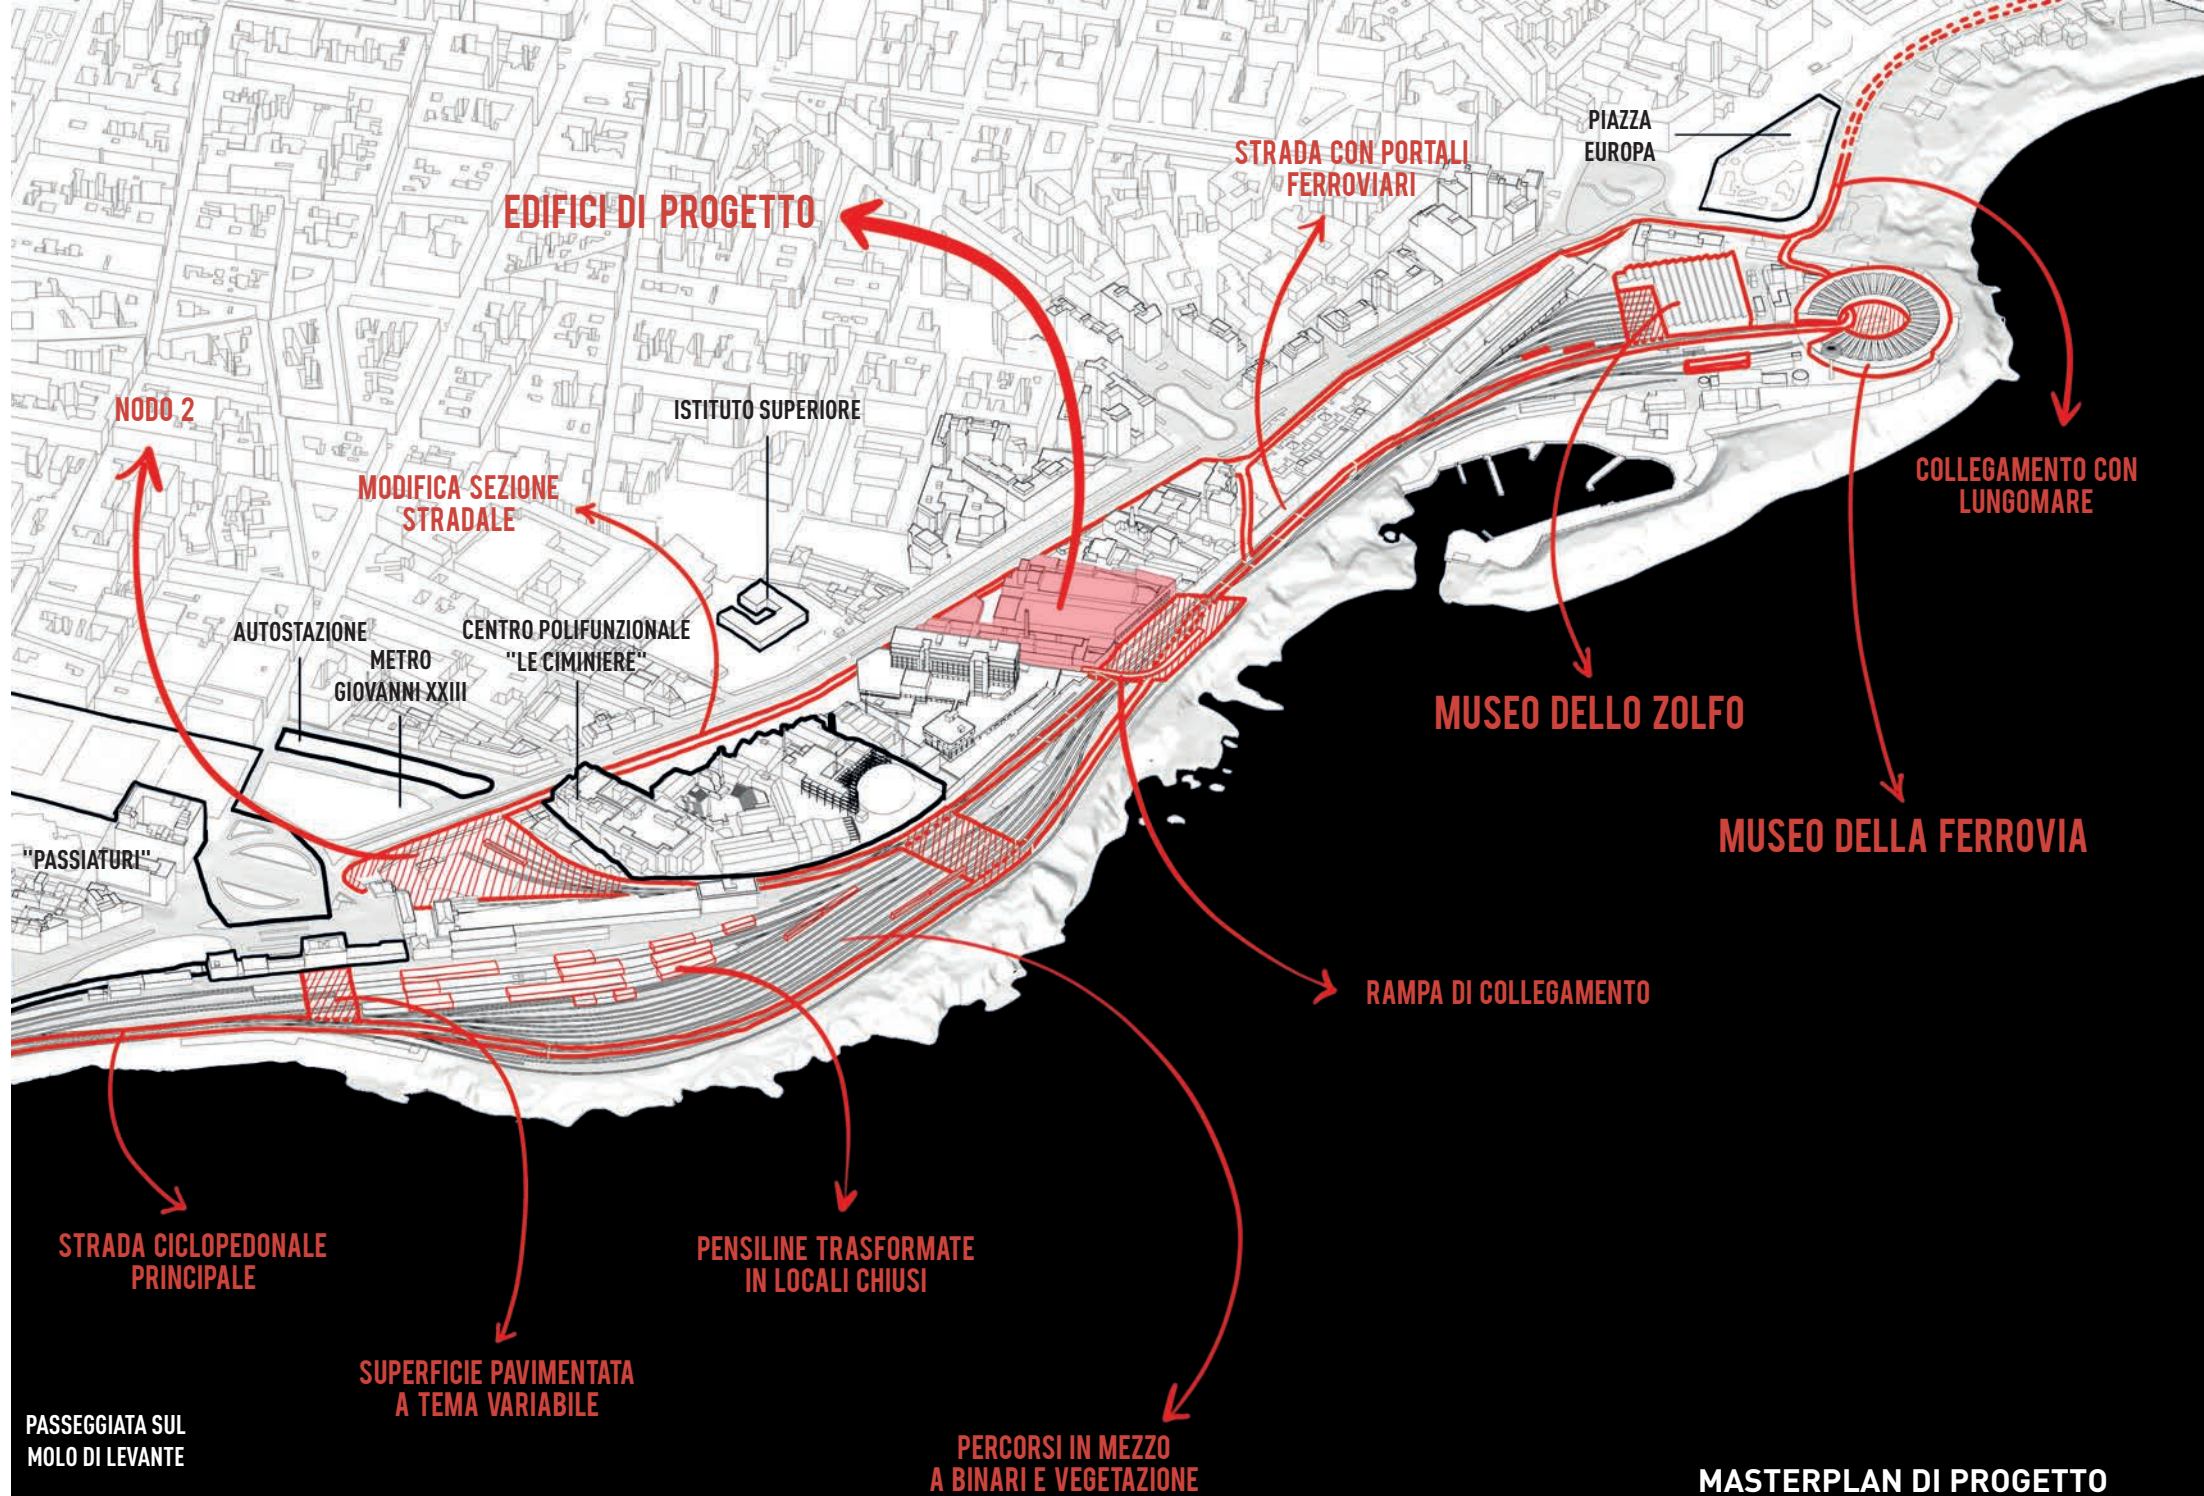 PIAZZA
EUROPA
STRADA CON PORTALI
FERROVIARI
EDIFICI DI PROGETTO
NODO 2
ISTITUTO SUPERIORE
MODIFICA SEZIONE
STRADALE
COLLEGAMENTO CON
LUNGOMARE
AUTOSTAZIONE
METRO
GIOVANNI XXIII
CENTRO POLIFUNZIONALE
"LE CIMINIERE"
MUSEO DELLO ZOLFO
MUSEO DELLA FERROVIA
"PASSIATURI"
RAMPA DI COLLEGAMENTO
STRADA CICLOPEDONALE
PRINCIPALE
PENSILINE TRASFORMATE
IN LOCALI CHIUSI
SUPERFICIE PAVIMENTATA
A TEMA VARIABILE
PASSEGGIATA SUL
MOLO DI LEVANTE
PERCORSI IN MEZZO
A BINARI E VEGETAZIONE
MASTERPLAN DI PROGETTO